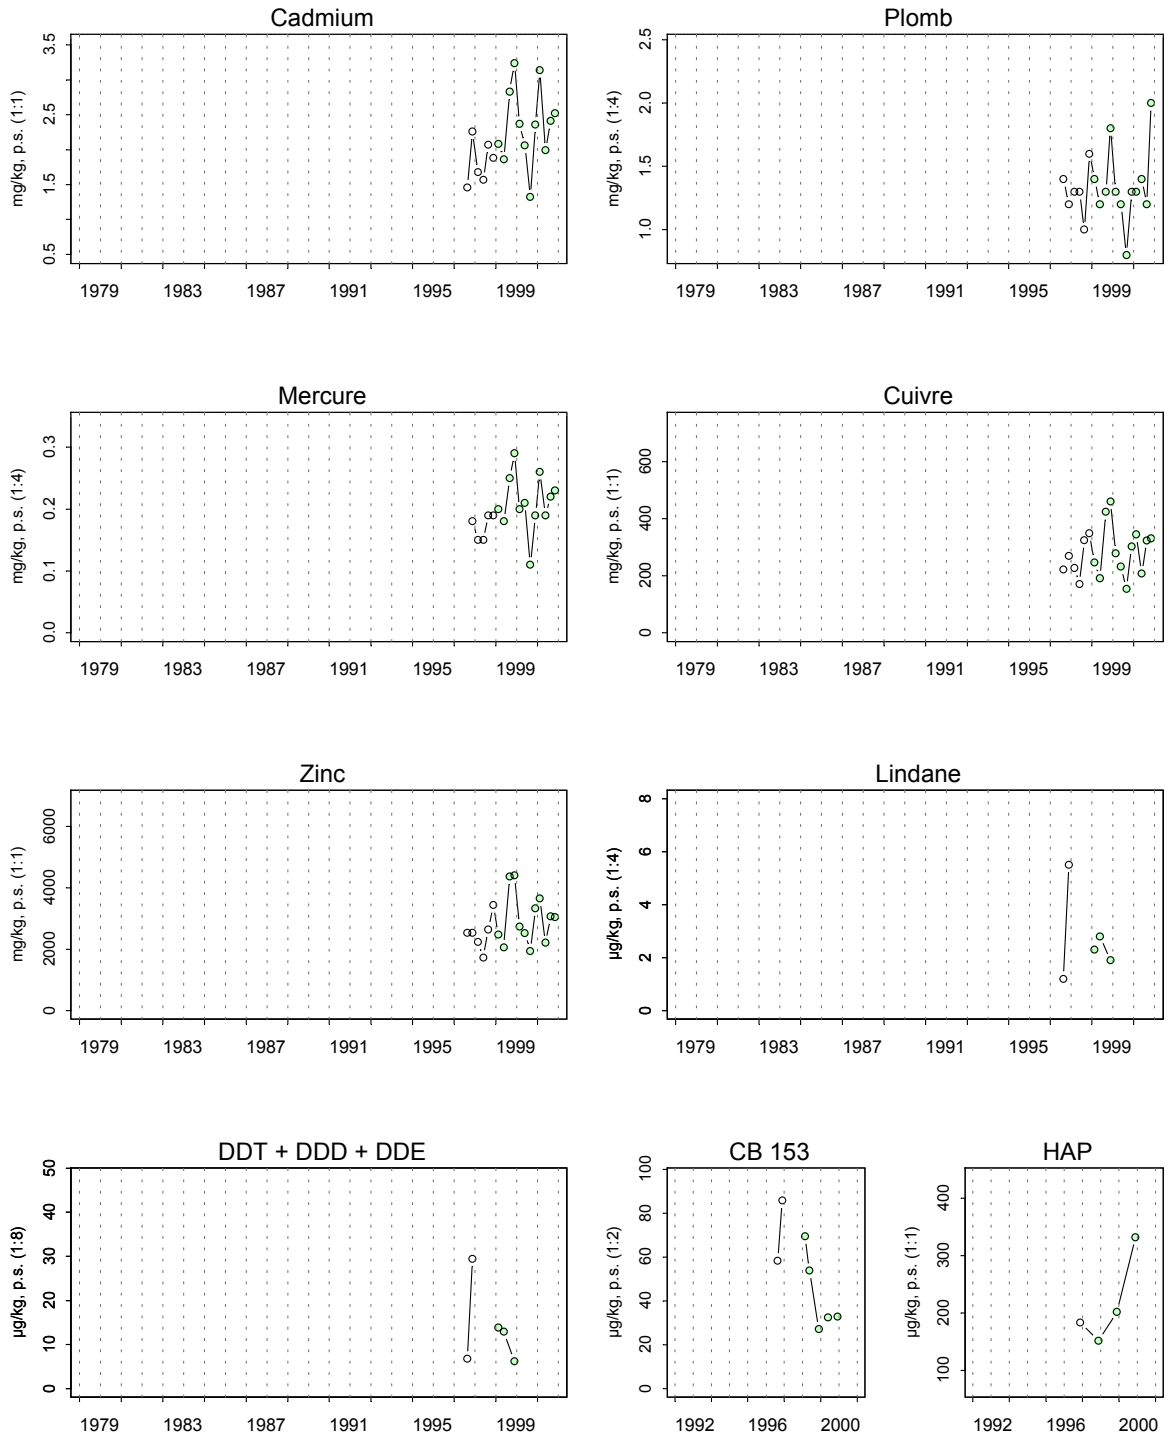 Cadmium
mg/kg, p.s. (1:1)
3.5
2.5
1.5
0.5
1979 1983 1987 1991 1995 1999
Plomb
mg/kg, p.s. (1:4)
2.5
2.0
1.5
1.0
1979 1983 1987 1991 1995 1999
Mercure
mg/kg, p.s. (1:4)
0.3
0.2
0.1
0.0
1979 1983 1987 1991 1995 1999
Cuivre
mg/kg, p.s. (1:1)
600
400
200
0
1979 1983 1987 1991 1995 1999
Zinc
mg/kg, p.s. (1:1)
6000
4000
2000
0
1979 1983 1987 1991 1995 1999
Lindane
µg/kg, p.s. (1:4)
8
6
4
2
0
1979 1983 1987 1991 1995 1999
DDT + DDD + DDE
µg/kg, p.s. (1:8)
50
40
30
20
10
0
1979 1983 1987 1991 1995 1999
CB 153
µg/kg, p.s. (1:2)
100
80
60
40
20
0
1992 1996 2000
HAP
µg/kg, p.s. (1:1)
400
300
200
100
1992 1996 2000